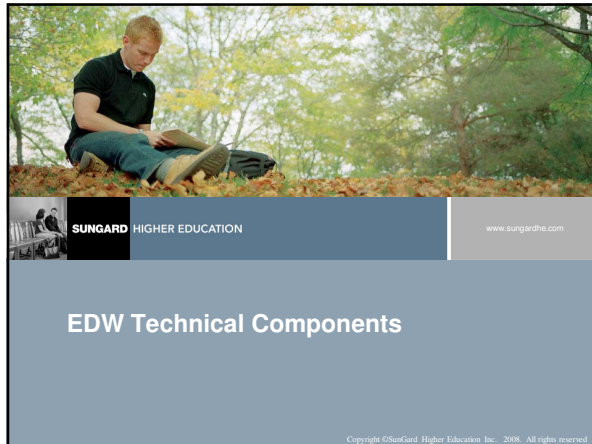 SUNGARD HIGHER EDUCATION
www.sungardhe.com
EDW Technical Components
Copyright ©SunGard Higher Education Inc. 2008. All rights reserved